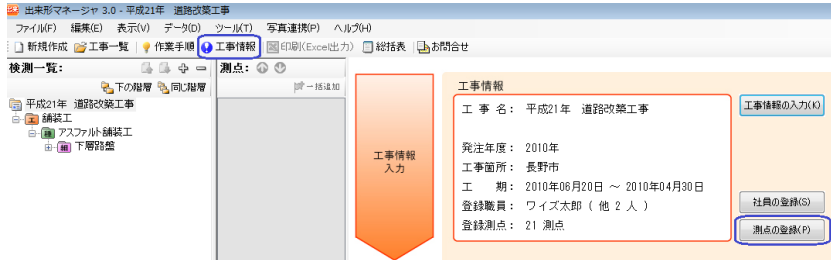 出来形マネージャ 3.0 - 平成21年 道路改築工事
ファイル(F) 編集(E) 表示(V) データ(D) ツール(T) 写真連携(P) ヘルプ(H)
新規作成 工事一覧 作業手順 工事情報 印刷(Excel出力) 総括表 お問合せ
検測一覧:
下の階層 同じ階層
平成21年 道路改築工事
工 舗装工
種 アスファルト舗装工
細 下層路盤
測点:
一括追加
工事情報
入力
工事情報
工 事 名: 平成21年 道路改築工事
発注年度: 2010年
工事箇所: 長野市
工 期: 2010年06月20日 ~ 2010年04月30日
登録職員: ワイズ太郎 ( 他 2 人 )
登録測点: 21 測点
工事情報の入力(K)
社員の登録(S)
測点の登録(P)